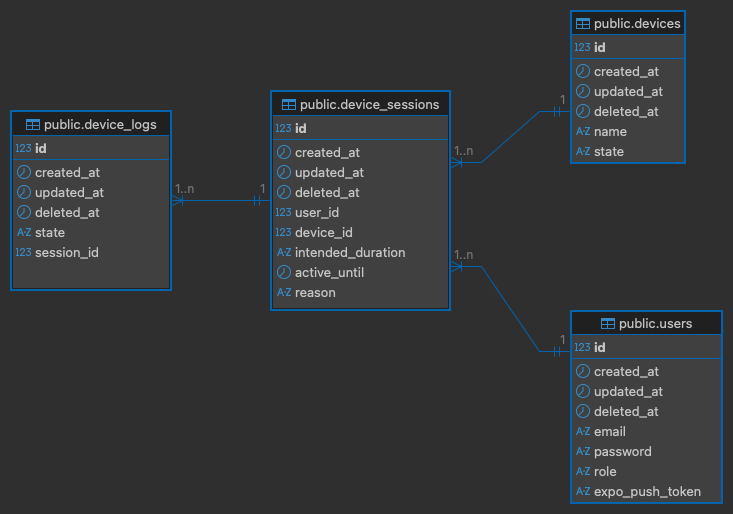 public.devices
123 id
created_at
updated_at
deleted_at
A-Z name
A-Z state
public.device_sessions
123 id
created_at
updated_at
deleted_at
123 user_id
123 device_id
A-Z intended_duration
active_until
A-Z reason
public.device_logs
123 id
created_at
updated_at
deleted_at
A-Z state
123 session_id
public.users
123 id
created_at
updated_at
deleted_at
A-Z email
A-Z password
A-Z role
A-Z expo_push_token
1..n
1
1..n
1
1..n
1